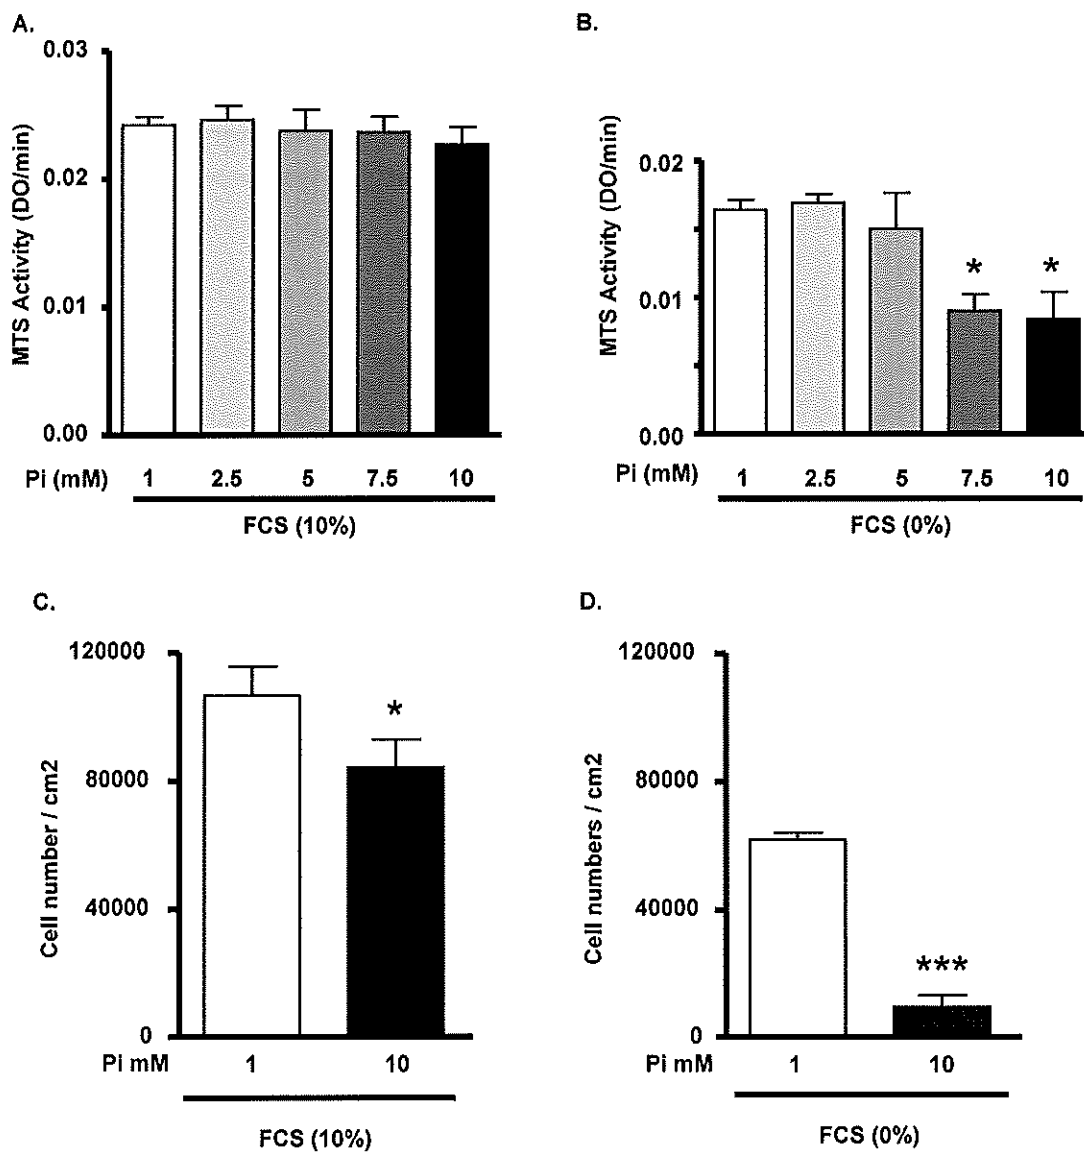 A.
MTS Activity (DO/min)
0.03
0.02
0.01
0.00
Pi (mM) 1 2.5 5 7.5 10
FCS (10%)
B.
MTS Activity (DO/min)
0.02
0.01
0.00
* *
Pi (mM) 1 2.5 5 7.5 10
FCS (0%)
C.
Cell number / cm2
120000
80000
40000
0
*
Pi mM 1 10
FCS (10%)
D.
Cell numbers / cm2
120000
80000
40000
0
***
Pi mM 1 10
FCS (0%)